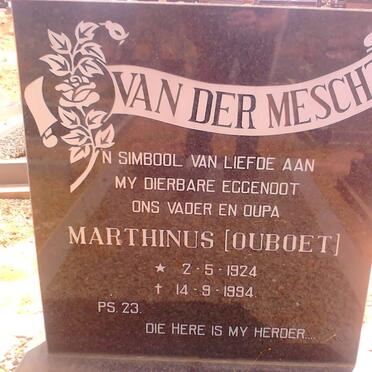 VAN DER MESCHT
'N SIMBOOL VAN LIEFDE AAN
MY DIERBARE EGGENOOT
ONS VADER EN OUPA
MARTHINUS [OUBOET]
★ 2-5-1924
† 14-9-1994
PS. 23.
DIE HERE IS MY HERDER....